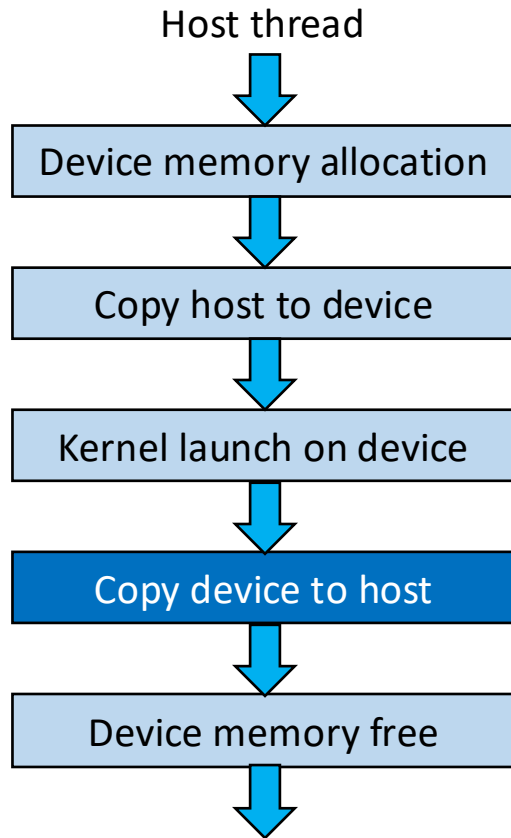 Host thread
Device memory allocation
Copy host to device
Kernel launch on device
Copy device to host
Device memory free